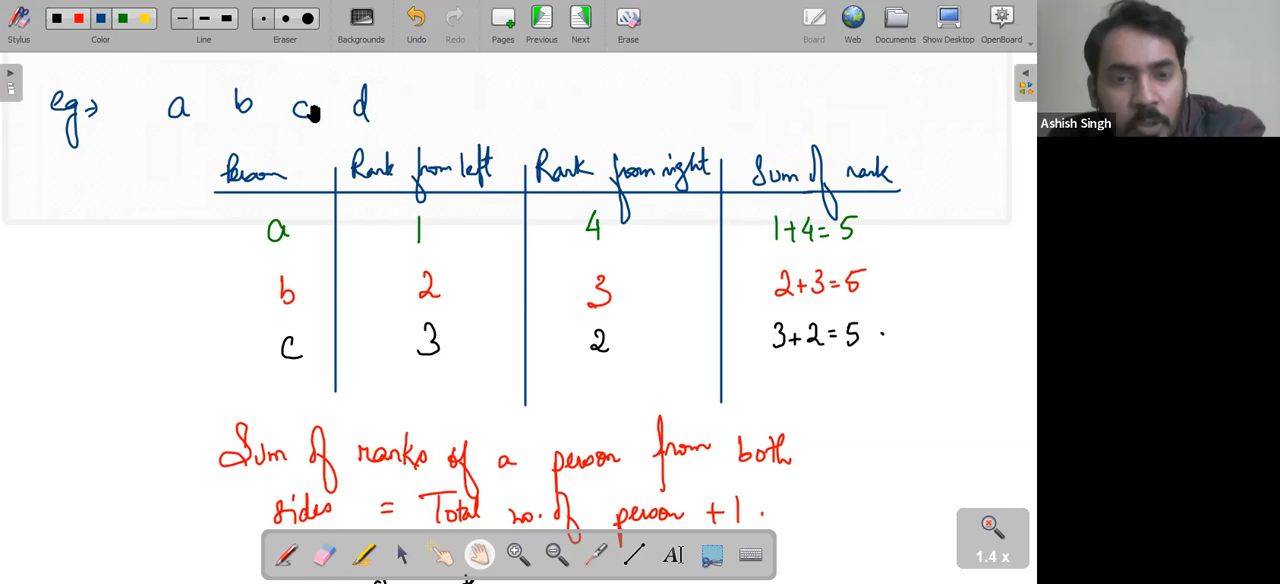 Stylus Color Line Eraser Backgrounds Undo Redo Pages Previous Next Erase Board Web Documents Show Desktop OpenBoard
eg→ a b c d
Ashish Singh
Person Rank from left Rank from right Sum of rank
a 1 4 1+4=5
b 2 3 2+3=5
c 3 2 3+2=5
Sum of ranks of a person from both
sides = Total no. of person +1.
AI
1.4 x